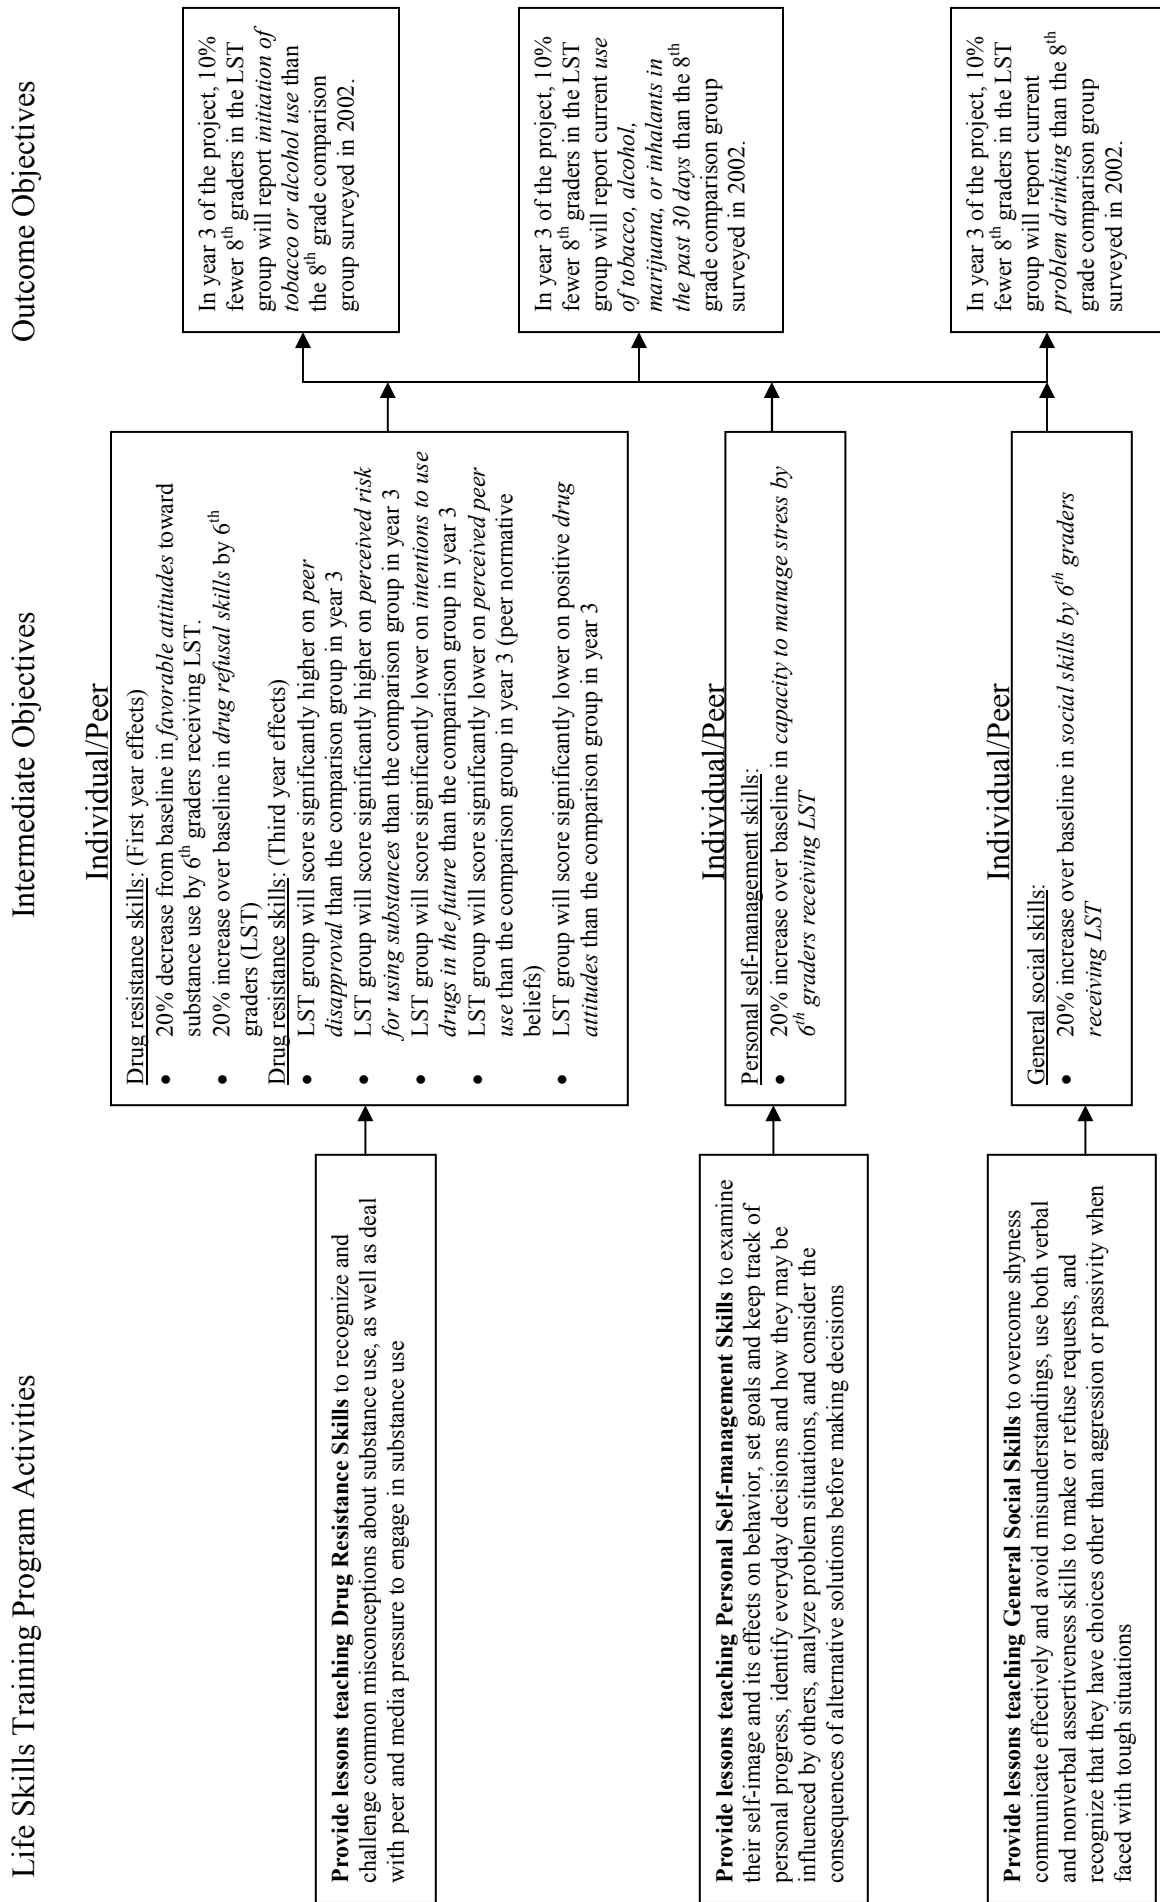 Life Skills Training Program Activities
Intermediate Objectives
Outcome Objectives
Provide lessons teaching Drug Resistance Skills to recognize and
challenge common misconceptions about substance use, as well as deal
with peer and media pressure to engage in substance use
Provide lessons teaching Personal Self-management Skills to examine
their self-image and its effects on behavior, set goals and keep track of
personal progress, identify everyday decisions and how they may be
influenced by others, analyze problem situations, and consider the
consequences of alternative solutions before making decisions
Provide lessons teaching General Social Skills to overcome shyness
communicate effectively and avoid misunderstandings, use both verbal
and nonverbal assertiveness skills to make or refuse requests, and
recognize that they have choices other than aggression or passivity when
faced with tough situations
Individual/Peer
Drug resistance skills: (First year effects)
• 20% decrease from baseline in favorable attitudes toward
substance use by 6th graders receiving LST.
• 20% increase over baseline in drug refusal skills by 6th
graders (LST)
Drug resistance skills: (Third year effects)
• LST group will score significantly higher on peer
disapproval than the comparison group in year 3
• LST group will score significantly higher on perceived risk
for using substances than the comparison group in year 3
• LST group will score significantly lower on intentions to use
drugs in the future than the comparison group in year 3
• LST group will score significantly lower on perceived peer
use than the comparison group in year 3 (peer normative
beliefs)
• LST group will score significantly lower on positive drug
attitudes than the comparison group in year 3
Individual/Peer
Personal self-management skills:
• 20% increase over baseline in capacity to manage stress by
6th graders receiving LST
Individual/Peer
General social skills:
• 20% increase over baseline in social skills by 6th graders
receiving LST
In year 3 of the project, 10%
fewer 8th graders in the LST
group will report initiation of
tobacco or alcohol use than
the 8th grade comparison
group surveyed in 2002.
In year 3 of the project, 10%
fewer 8th graders in the LST
group will report current use
of tobacco, alcohol,
marijuana, or inhalants in
the past 30 days than the 8th
grade comparison group
surveyed in 2002.
In year 3 of the project, 10%
fewer 8th graders in the LST
group will report current
problem drinking than the 8th
grade comparison group
surveyed in 2002.